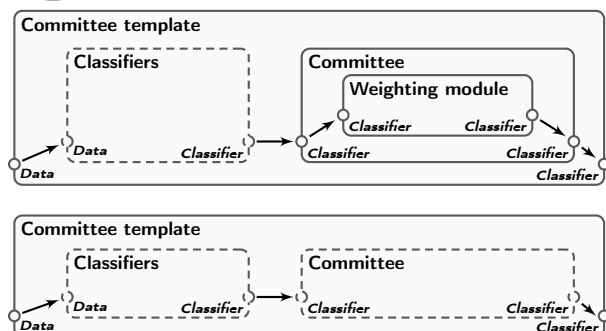 Committee template
Classifiers Committee
Weighting module
Classifier Classifier
Data Classifier Classifier Classifier
Data Classifier
Committee template
Classifiers Committee
Data Classifier Classifier Classifier
Data Classifier